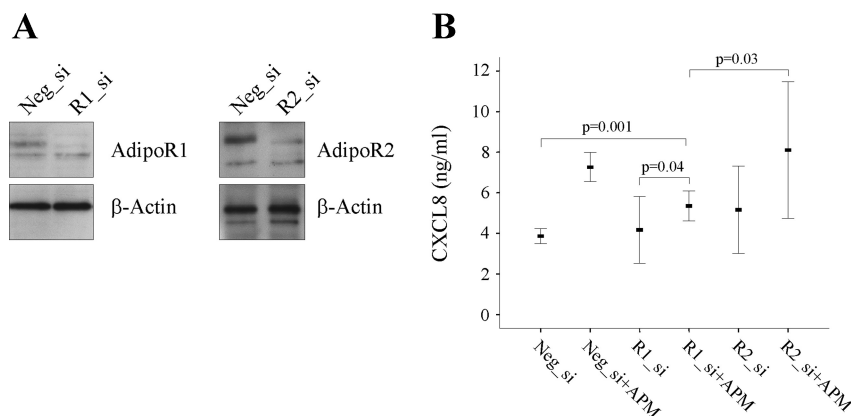 A
Neg_si
R1_si
AdipoR1
β-Actin
Neg_si
R2_si
AdipoR2
β-Actin
B
CXCL8 (ng/ml)
12
10
8
6
4
2
0
p=0.03
p=0.001
p=0.04
Neg_si
Neg_si+APM
R1_si
R1_si+APM
R2_si
R2_si+APM